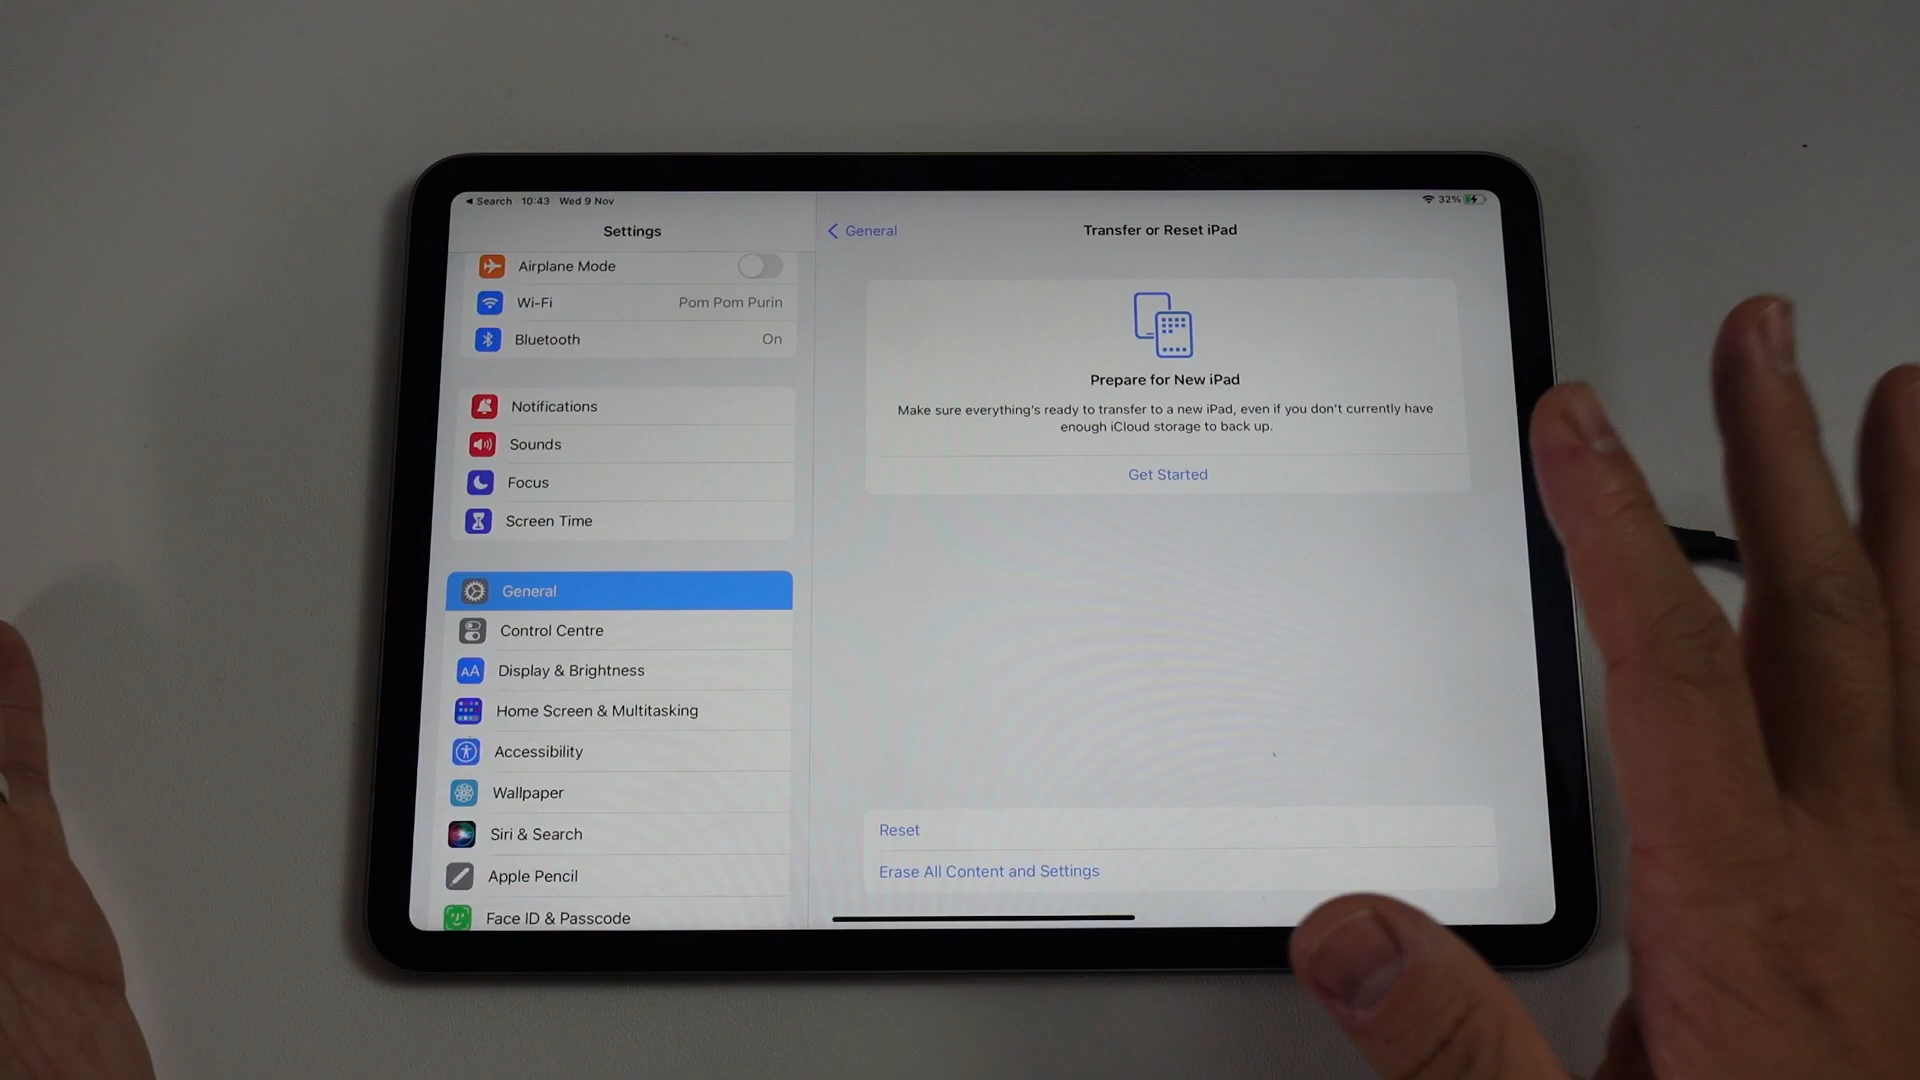 Search 10:43 Wed 9 Nov
32%
Settings
Airplane Mode
Wi-Fi Pom Pom Purin
Bluetooth On
Notifications
Sounds
Focus
Screen Time
General
Control Centre
AA Display & Brightness
Home Screen & Multitasking
Accessibility
Wallpaper
Siri & Search
Apple Pencil
Face ID & Passcode
General
Transfer or Reset iPad
Prepare for New iPad
Make sure everything's ready to transfer to a new iPad, even if you don't currently have
enough iCloud storage to back up.
Get Started
Reset
Erase All Content and Settings